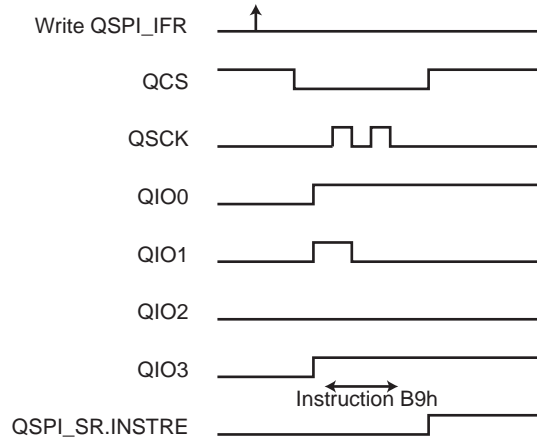 Write QSPI_IFR
QCS
QSCK
QIO0
QIO1
QIO2
QIO3
Instruction B9h
QSPI_SR.INSTRE